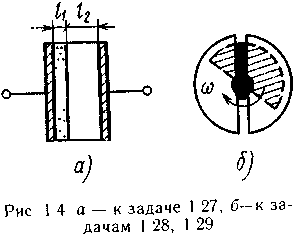 l₁ l₂
ω
а) б)
Рис 1 4 а — к задаче 1 27, б—к за-
дачам 1 28, 1 29